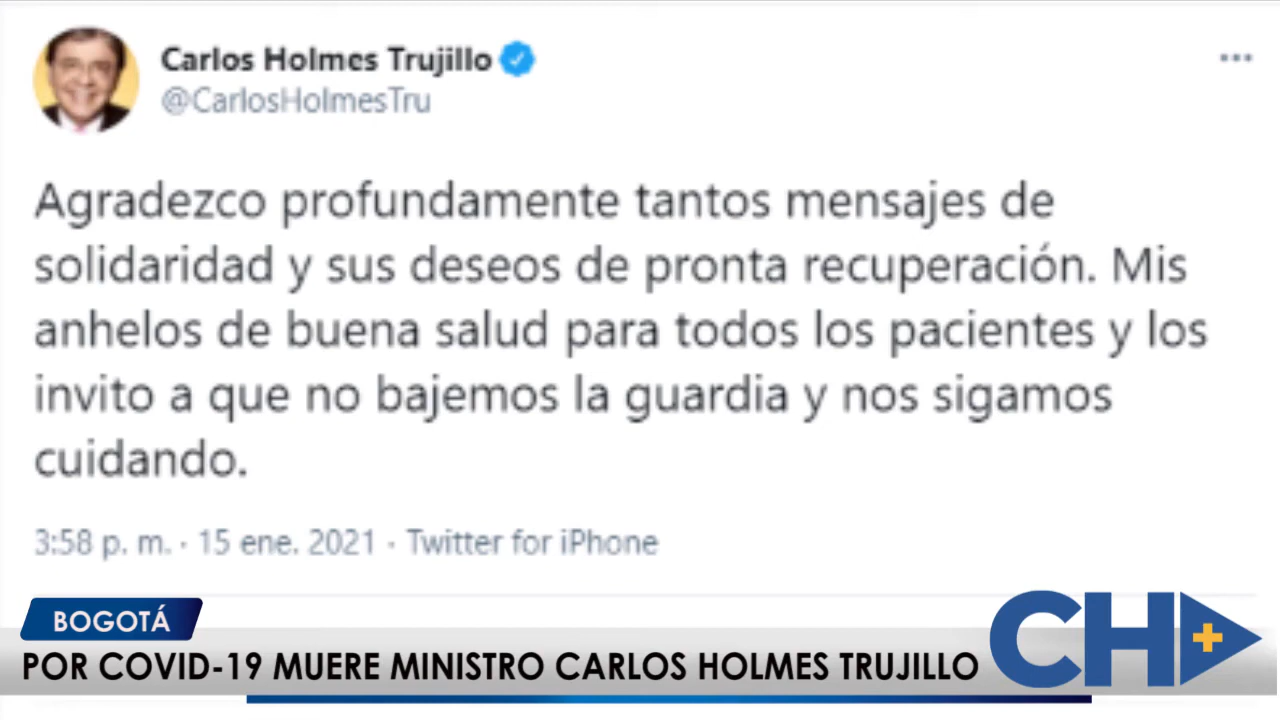 Carlos Holmes Trujillo
@CarlosHolmesTru
Agradezco profundamente tantos mensajes de
solidaridad y sus deseos de pronta recuperación. Mis
anhelos de buena salud para todos los pacientes y los
invito a que no bajemos la guardia y nos sigamos
cuidando.
3:58 p. m. · 15 ene. 2021 · Twitter for iPhone
BOGOTÁ
POR COVID-19 MUERE MINISTRO CARLOS HOLMES TRUJILLO
CH+